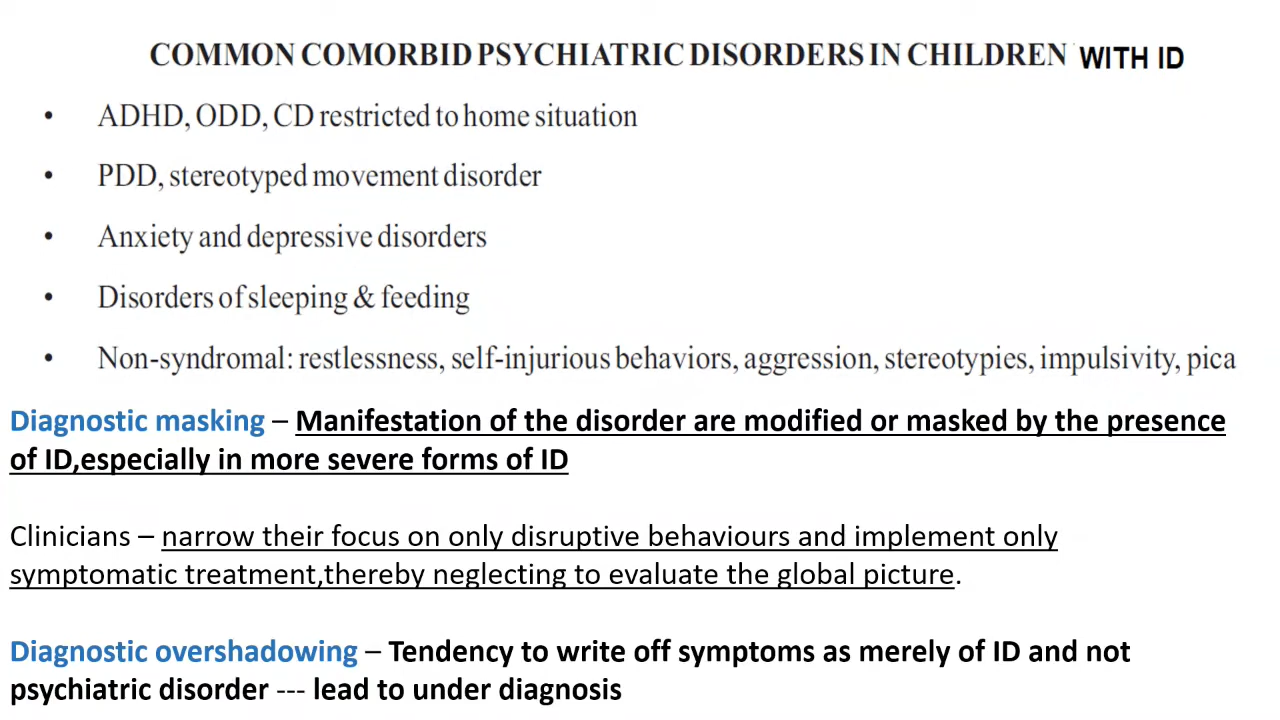 COMMON COMORBID PSYCHIATRIC DISORDERS IN CHILDREN WITH ID
• ADHD, ODD, CD restricted to home situation
• PDD, stereotyped movement disorder
• Anxiety and depressive disorders
• Disorders of sleeping & feeding
• Non-syndromal: restlessness, self-injurious behaviors, aggression, stereotypies, impulsivity, pica
Diagnostic masking – Manifestation of the disorder are modified or masked by the presence
of ID,especially in more severe forms of ID
Clinicians – narrow their focus on only disruptive behaviours and implement only
symptomatic treatment,thereby neglecting to evaluate the global picture.
Diagnostic overshadowing – Tendency to write off symptoms as merely of ID and not
psychiatric disorder --- lead to under diagnosis